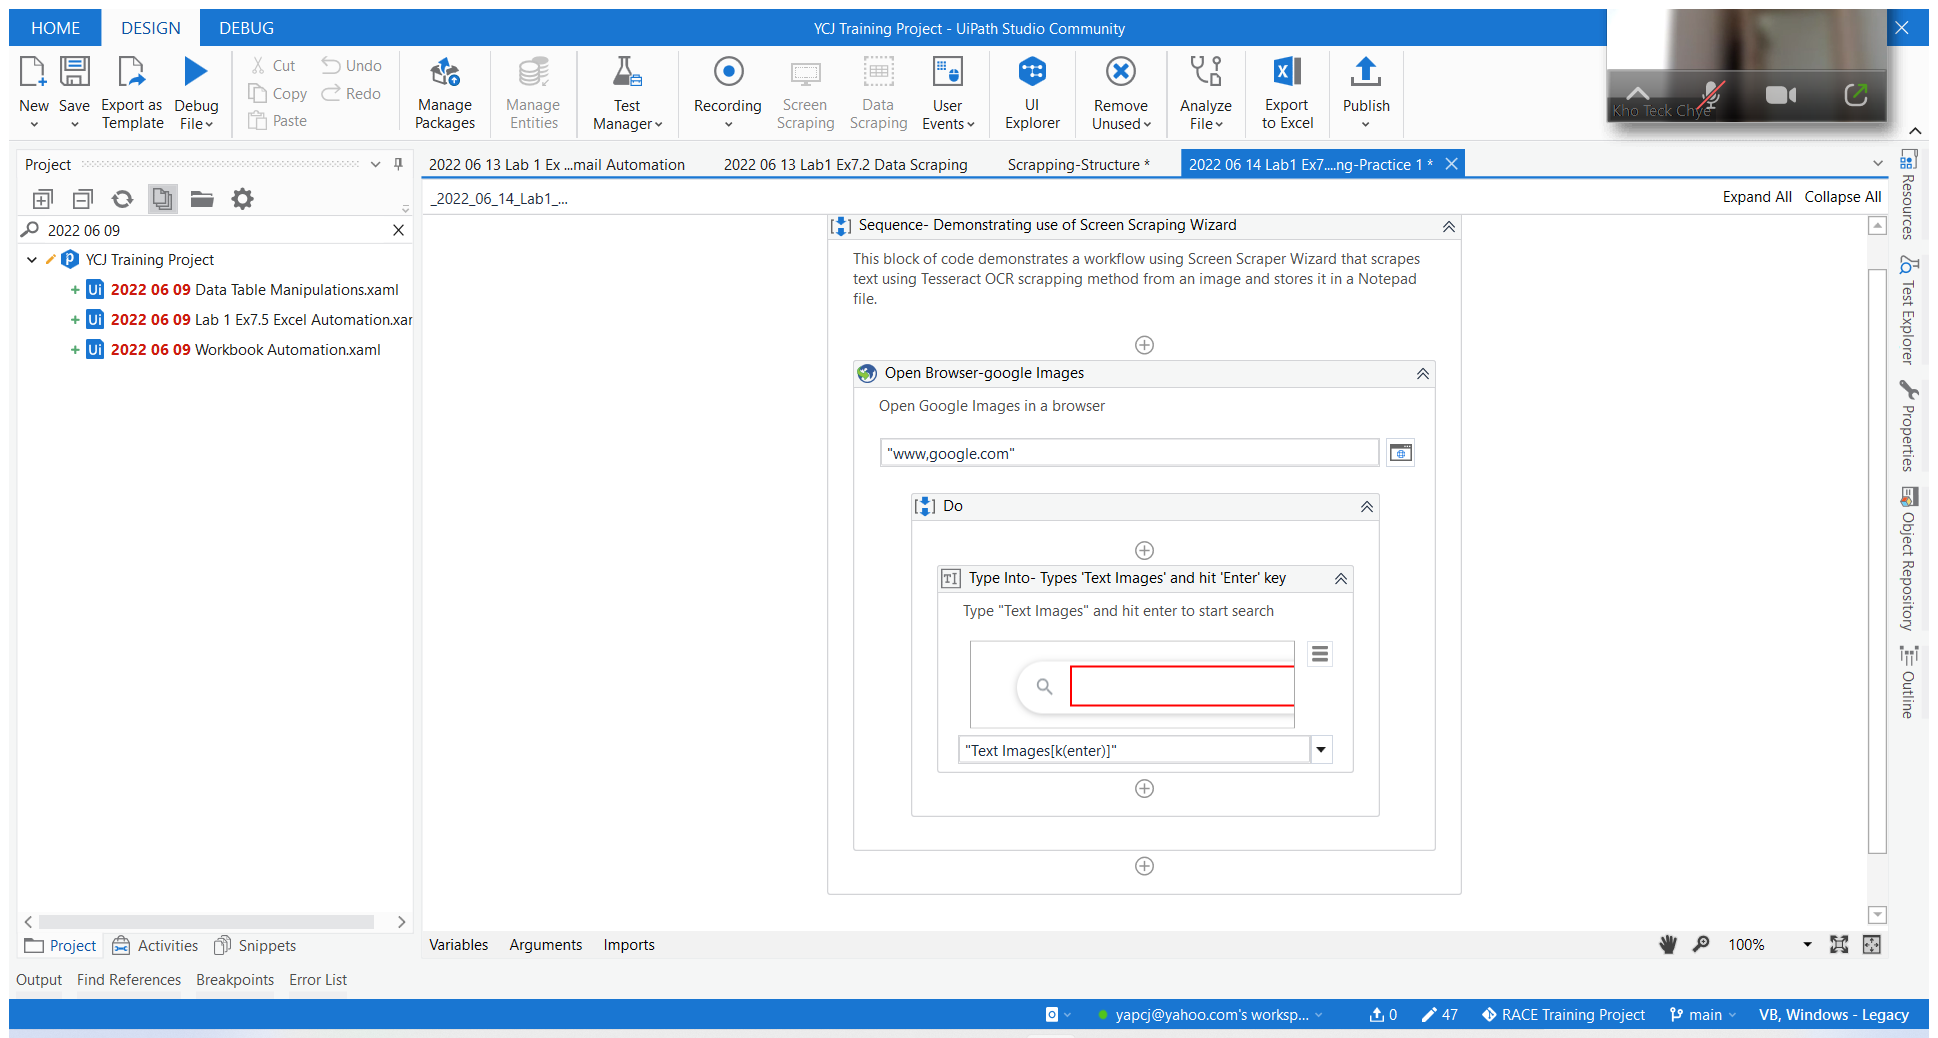 HOME DESIGN DEBUG YCJ Training Project - UiPath Studio Community
New Save Export as Template Debug File
Cut Copy Paste Undo Redo
Manage Packages Manage Entities Test Manager Recording Screen Scraping Data Scraping User Events UI Explorer Remove Unused Analyze File Export to Excel Publish
Kho Teck Chye
Project
2022 06 13 Lab 1 Ex ...mail Automation 2022 06 13 Lab1 Ex7.2 Data Scraping Scrapping-Structure * 2022 06 14 Lab1 Ex7....ng-Practice 1 *
_2022_06_14_Lab1_... Expand All Collapse All
2022 06 09
YCJ Training Project
Ui 2022 06 09 Data Table Manipulations.xaml
Ui 2022 06 09 Lab 1 Ex7.5 Excel Automation.xar
Ui 2022 06 09 Workbook Automation.xaml
Sequence- Demonstrating use of Screen Scraping Wizard
This block of code demonstrates a workflow using Screen Scraper Wizard that scrapes
text using Tesseract OCR scrapping method from an image and stores it in a Notepad
file.
Open Browser-google Images
Open Google Images in a browser
"www,google.com"
Do
TI Type Into- Types 'Text Images' and hit 'Enter' key
Type "Text Images" and hit enter to start search
"Text Images[k(enter)]"
Resources
Test Explorer
Properties
Object Repository
Outline
Project Activities Snippets
Variables Arguments Imports 100%
Output Find References Breakpoints Error List
yapcj@yahoo.com's worksp... 0 47 RACE Training Project main VB, Windows - Legacy